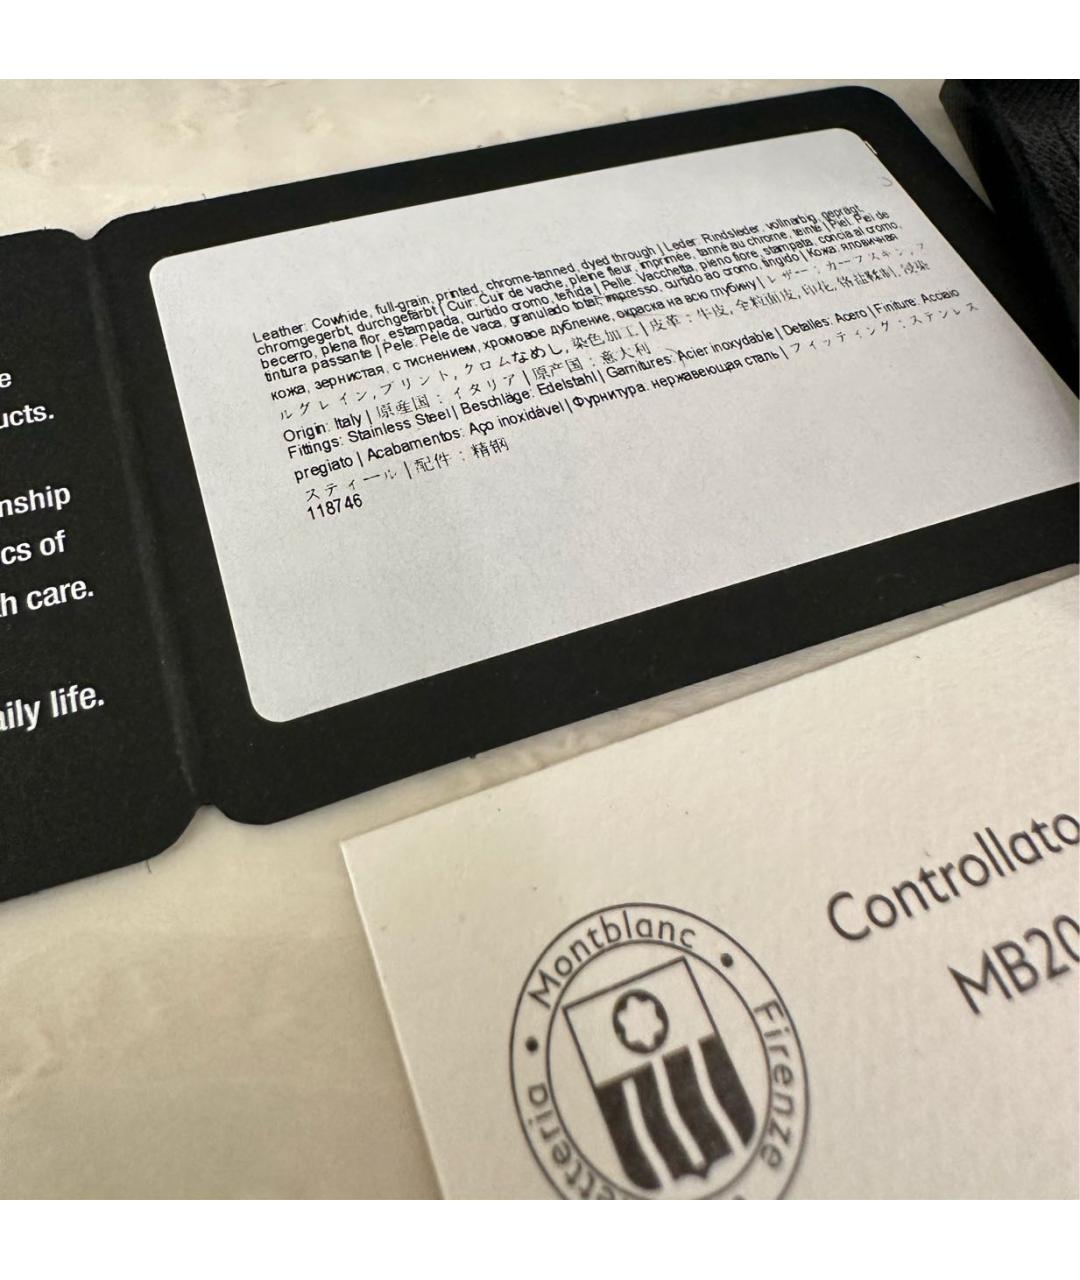 e
ucts.
nship
cs of
h care.
aily life.
Leather: Cowhide, full-grain, printed, chrome-tanned, dyed through | Leder: Rindsleder, vollnarbig, geprägt,
chromgegerbt, durchgefärbt | Cuir: Cuir de vache, pleine fleur, imprimée, tanné au chrome, teinté | Piel: Piel de
becerro, plena flor, estampada, curtido cromo, teñida | Pelle: Vacchetta, pieno fiore, stampata, concia al cromo,
tintura passante | Pele: Pele de vaca, granulado total, impresso, curtido ao cromo, tingido | Кожа: яловичная
кожа, зернистая, с тиснением, хромовое дубление, окраска на всю глубину | レザー：カーフスキン, フ
ルグレイン, プリント, クロムなめし, 染色加工 | 皮革：牛皮, 全粒面皮, 印花, 铬盐鞣制, 浸染
Origin: Italy | 原産国：イタリア | 原产国：意大利
Fittings: Stainless Steel | Beschläge: Edelstahl | Garnitures: Acier inoxydable | Detalles: Acero | Finiture: Acciaio
pregiato | Acabamentos: Aço inoxidável | Фурнитура: нержавеющая сталь | フィッティング：ステンレス
スティール | 配件：精钢
118746
Controllato
MB20
Montblanc • Firenze
etteria •